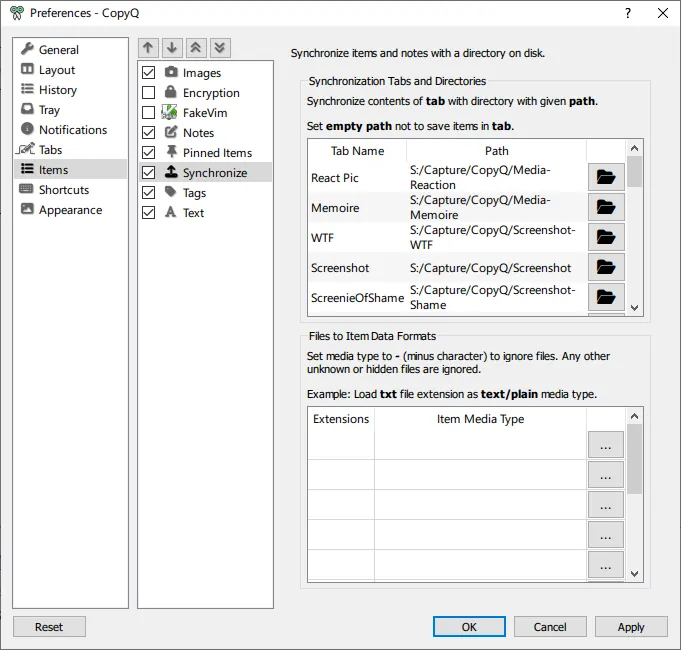 Preferences - CopyQ
?
General
Layout
History
Tray
Notifications
Tabs
Items
Shortcuts
Appearance
Images
Encryption
FakeVim
Notes
Pinned Items
Synchronize
Tags
Text
Synchronize items and notes with a directory on disk.
Synchronization Tabs and Directories
Synchronize contents of tab with directory with given path.
Set empty path not to save items in tab.
Tab Name Path
React Pic S:/Capture/CopyQ/Media-
Reaction
Memoire S:/Capture/CopyQ/Media-
Memoire
WTF S:/Capture/CopyQ/Screenshot-
WTF
Screenshot S:/Capture/CopyQ/Screenshot
ScreenieOfShame S:/Capture/CopyQ/Screenshot-
Shame
Files to Item Data Formats
Set media type to - (minus character) to ignore files. Any other
unknown or hidden files are ignored.
Example: Load txt file extension as text/plain media type.
Extensions Item Media Type
...
...
...
...
...
Reset OK Cancel Apply